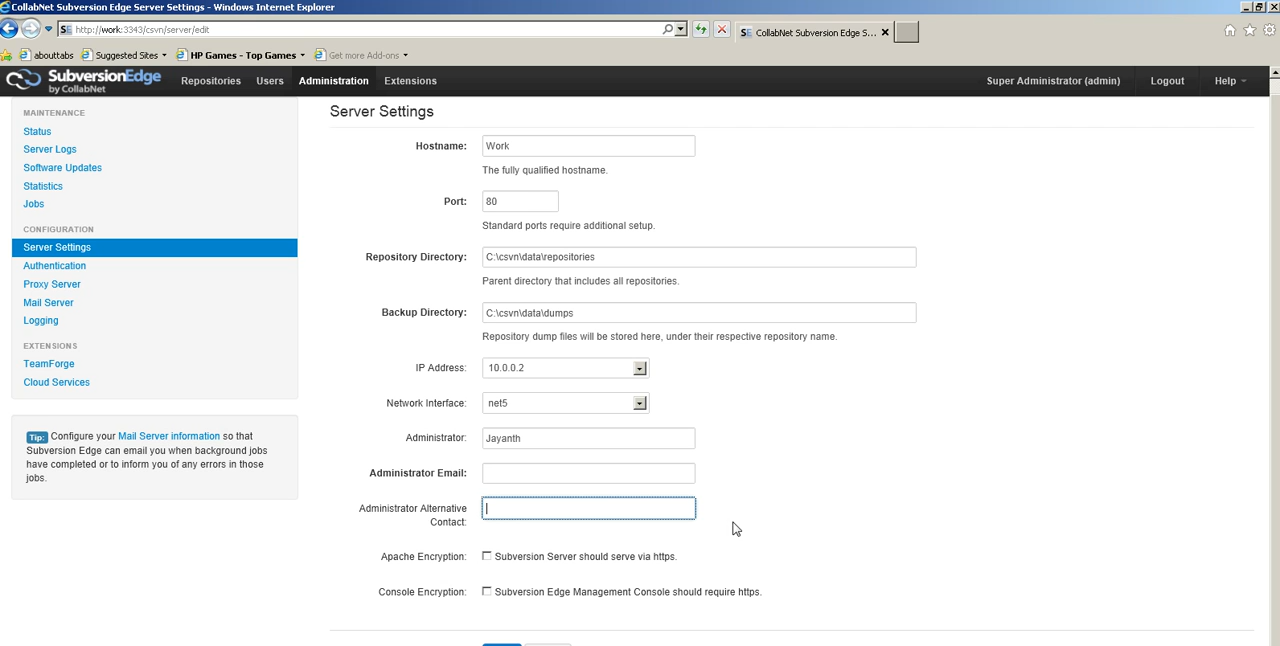 CollabNet Subversion Edge Server Settings - Windows Internet Explorer
http://work:3343/csvn/server/edit
CollabNet Subversion Edge S...
abouttabs Suggested Sites HP Games - Top Games Get more Add-ons
SubversionEdge
by CollabNet
Repositories Users Administration Extensions Super Administrator (admin) Logout Help
MAINTENANCE
Status
Server Logs
Software Updates
Statistics
Jobs
CONFIGURATION
Server Settings
Authentication
Proxy Server
Mail Server
Logging
EXTENSIONS
TeamForge
Cloud Services
Tip: Configure your Mail Server information so that
Subversion Edge can email you when background jobs
have completed or to inform you of any errors in those
jobs.
Server Settings
Hostname: Work
The fully qualified hostname.
Port: 80
Standard ports require additional setup.
Repository Directory: C:\csvn\data\repositories
Parent directory that includes all repositories.
Backup Directory: C:\csvn\data\dumps
Repository dump files will be stored here, under their respective repository name.
IP Address: 10.0.0.2
Network Interface: net5
Administrator: Jayanth
Administrator Email:
Administrator Alternative
Contact:
Apache Encryption: Subversion Server should serve via https.
Console Encryption: Subversion Edge Management Console should require https.